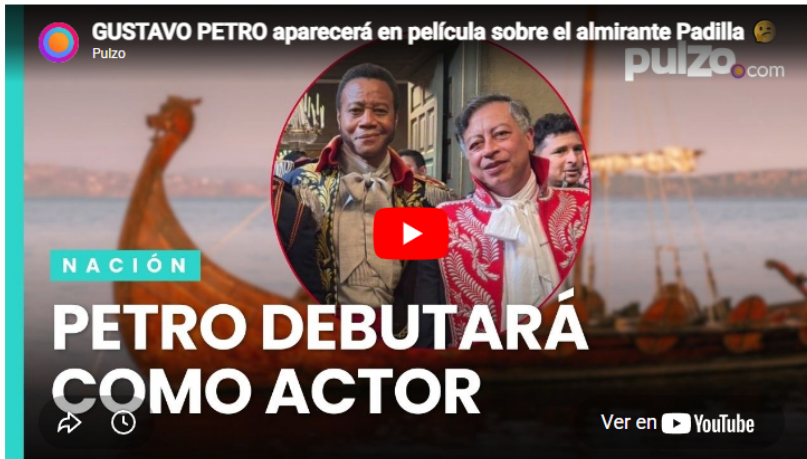 GUSTAVO PETRO aparecerá en película sobre el almirante Padilla 🤔
Pulzo
pulzo.com
NACIÓN
PETRO DEBUTARÁ
COMO ACTOR
Ver en YouTube